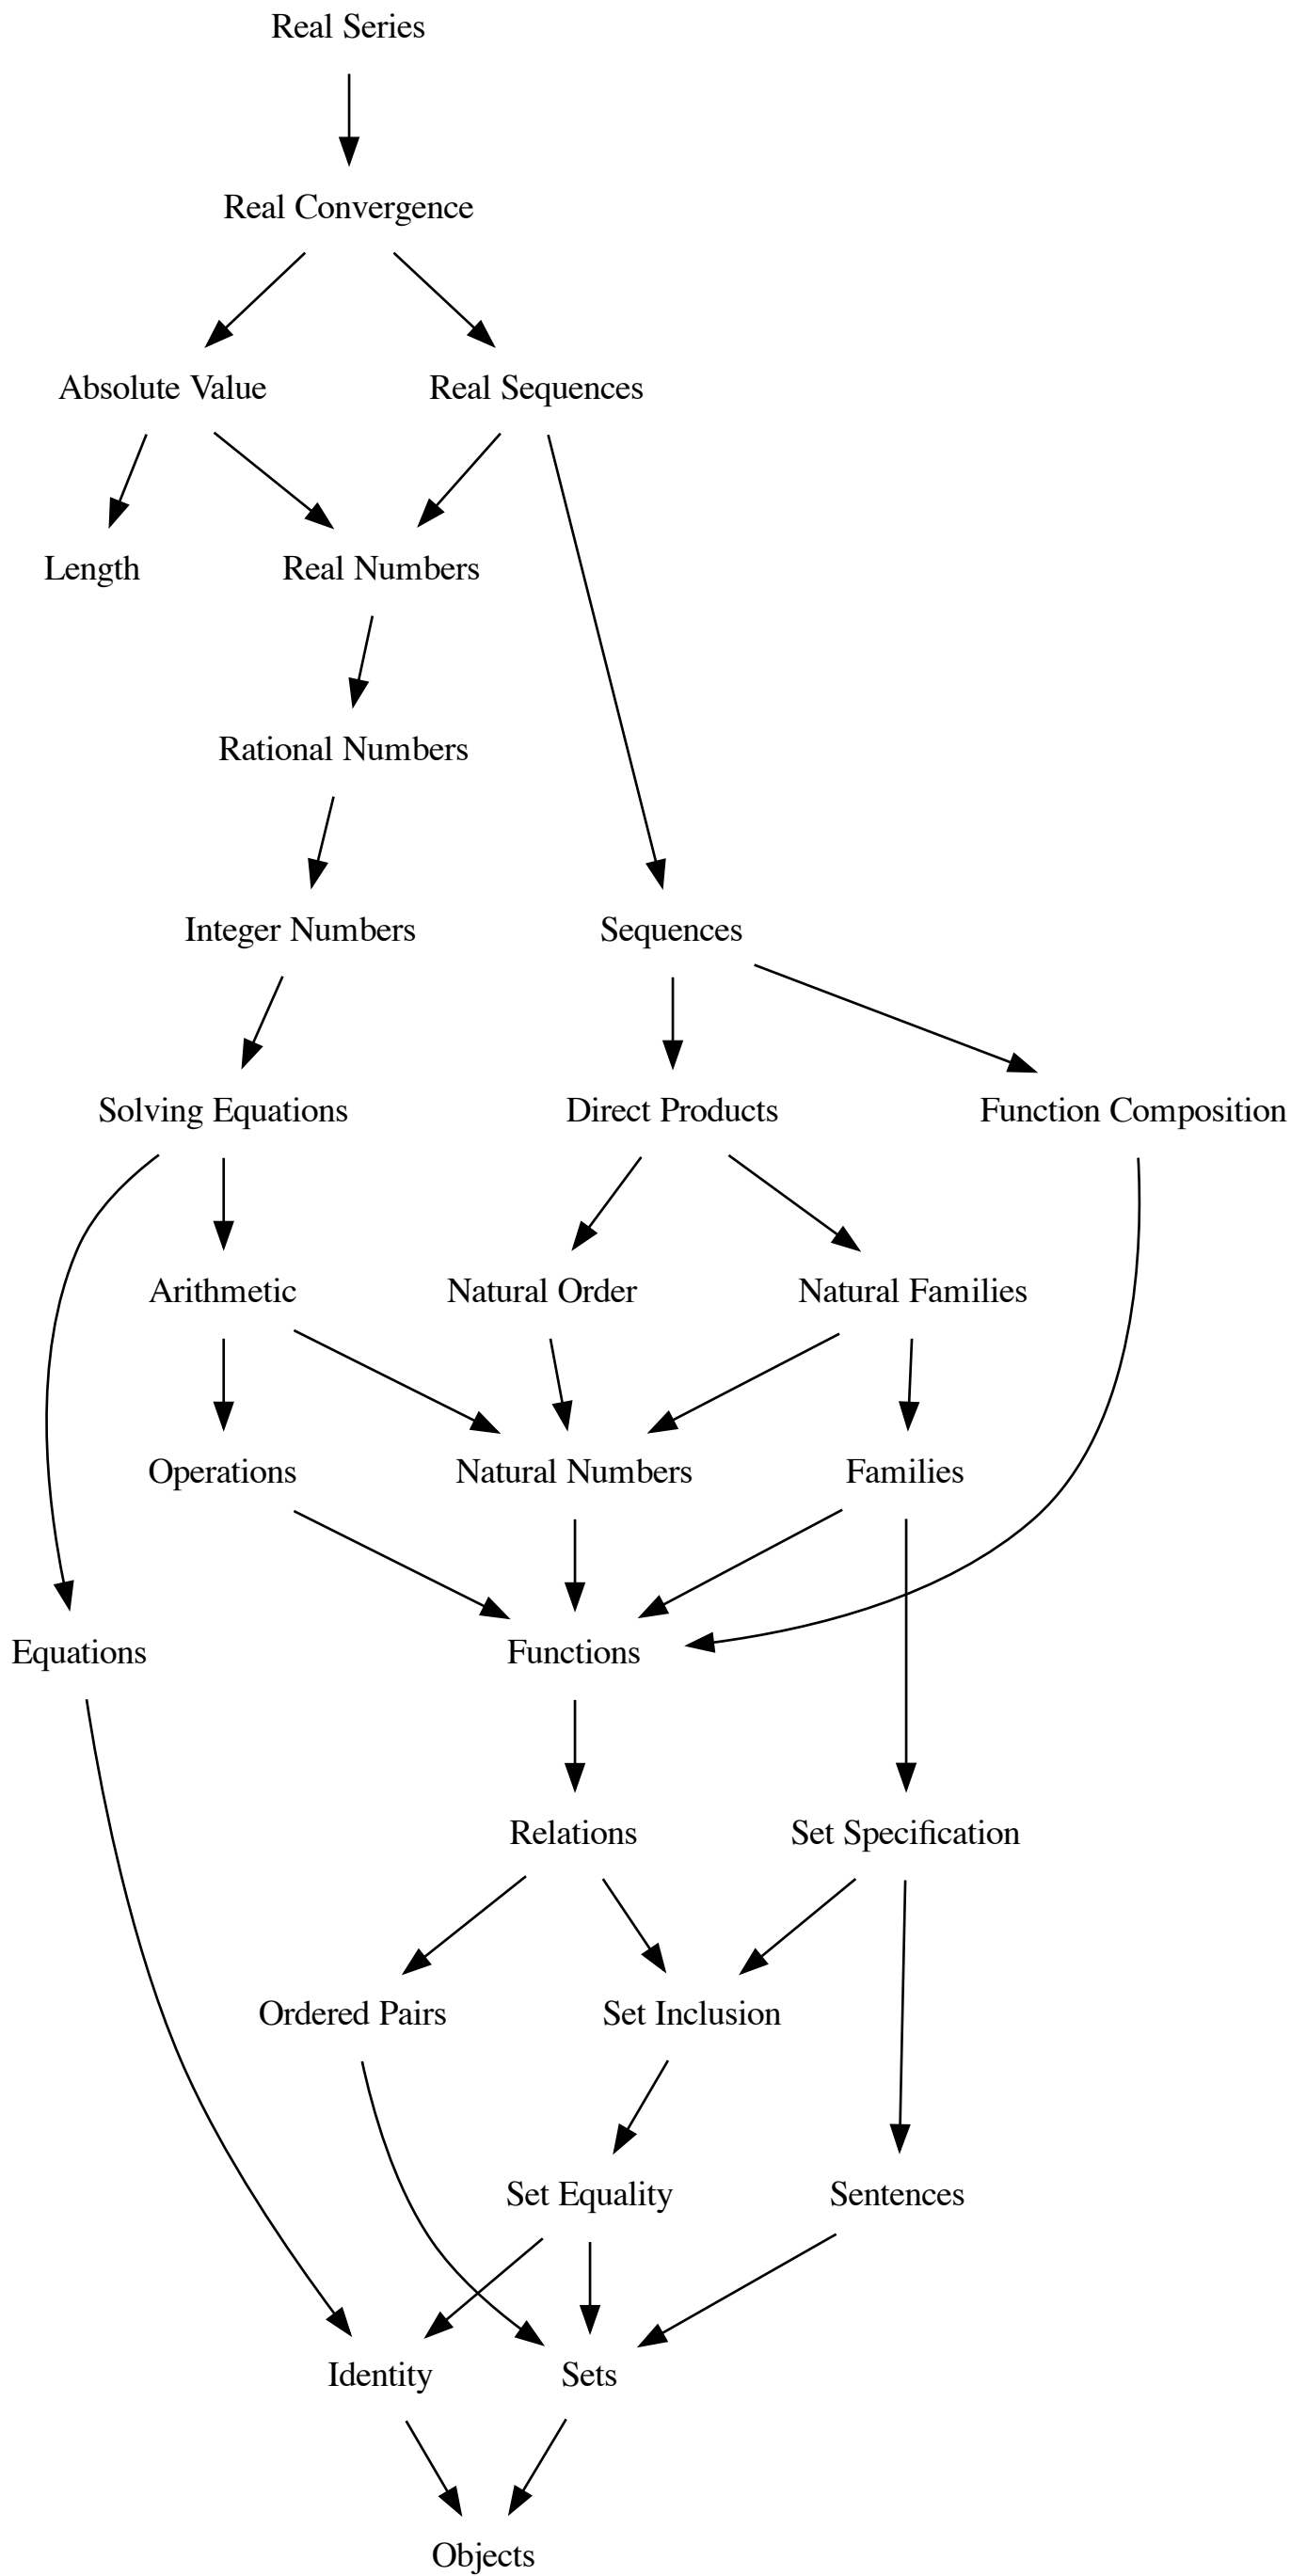 Real Series
Real Convergence
Absolute Value
Real Sequences
Length
Real Numbers
Rational Numbers
Integer Numbers
Sequences
Solving Equations
Direct Products
Function Composition
Arithmetic
Natural Order
Natural Families
Operations
Natural Numbers
Families
Equations
Functions
Relations
Set Specification
Ordered Pairs
Set Inclusion
Set Equality
Sentences
Identity
Sets
Objects